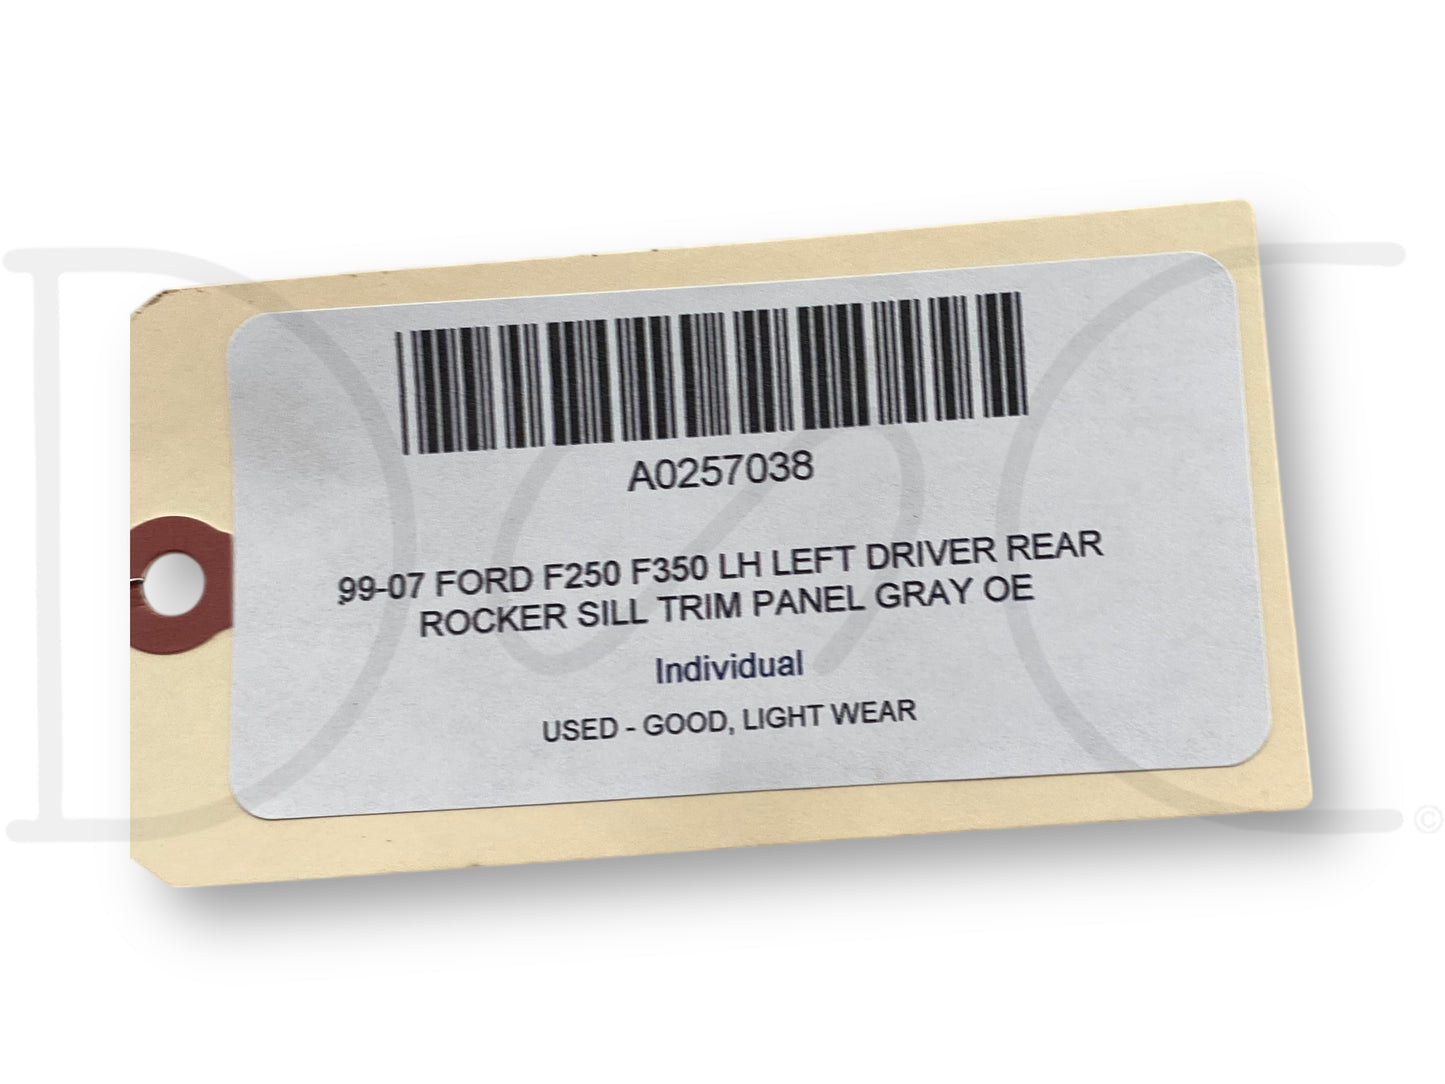 A0257038
99-07 FORD F250 F350 LH LEFT DRIVER REAR
ROCKER SILL TRIM PANEL GRAY OE
Individual
USED - GOOD, LIGHT WEAR
D C
©